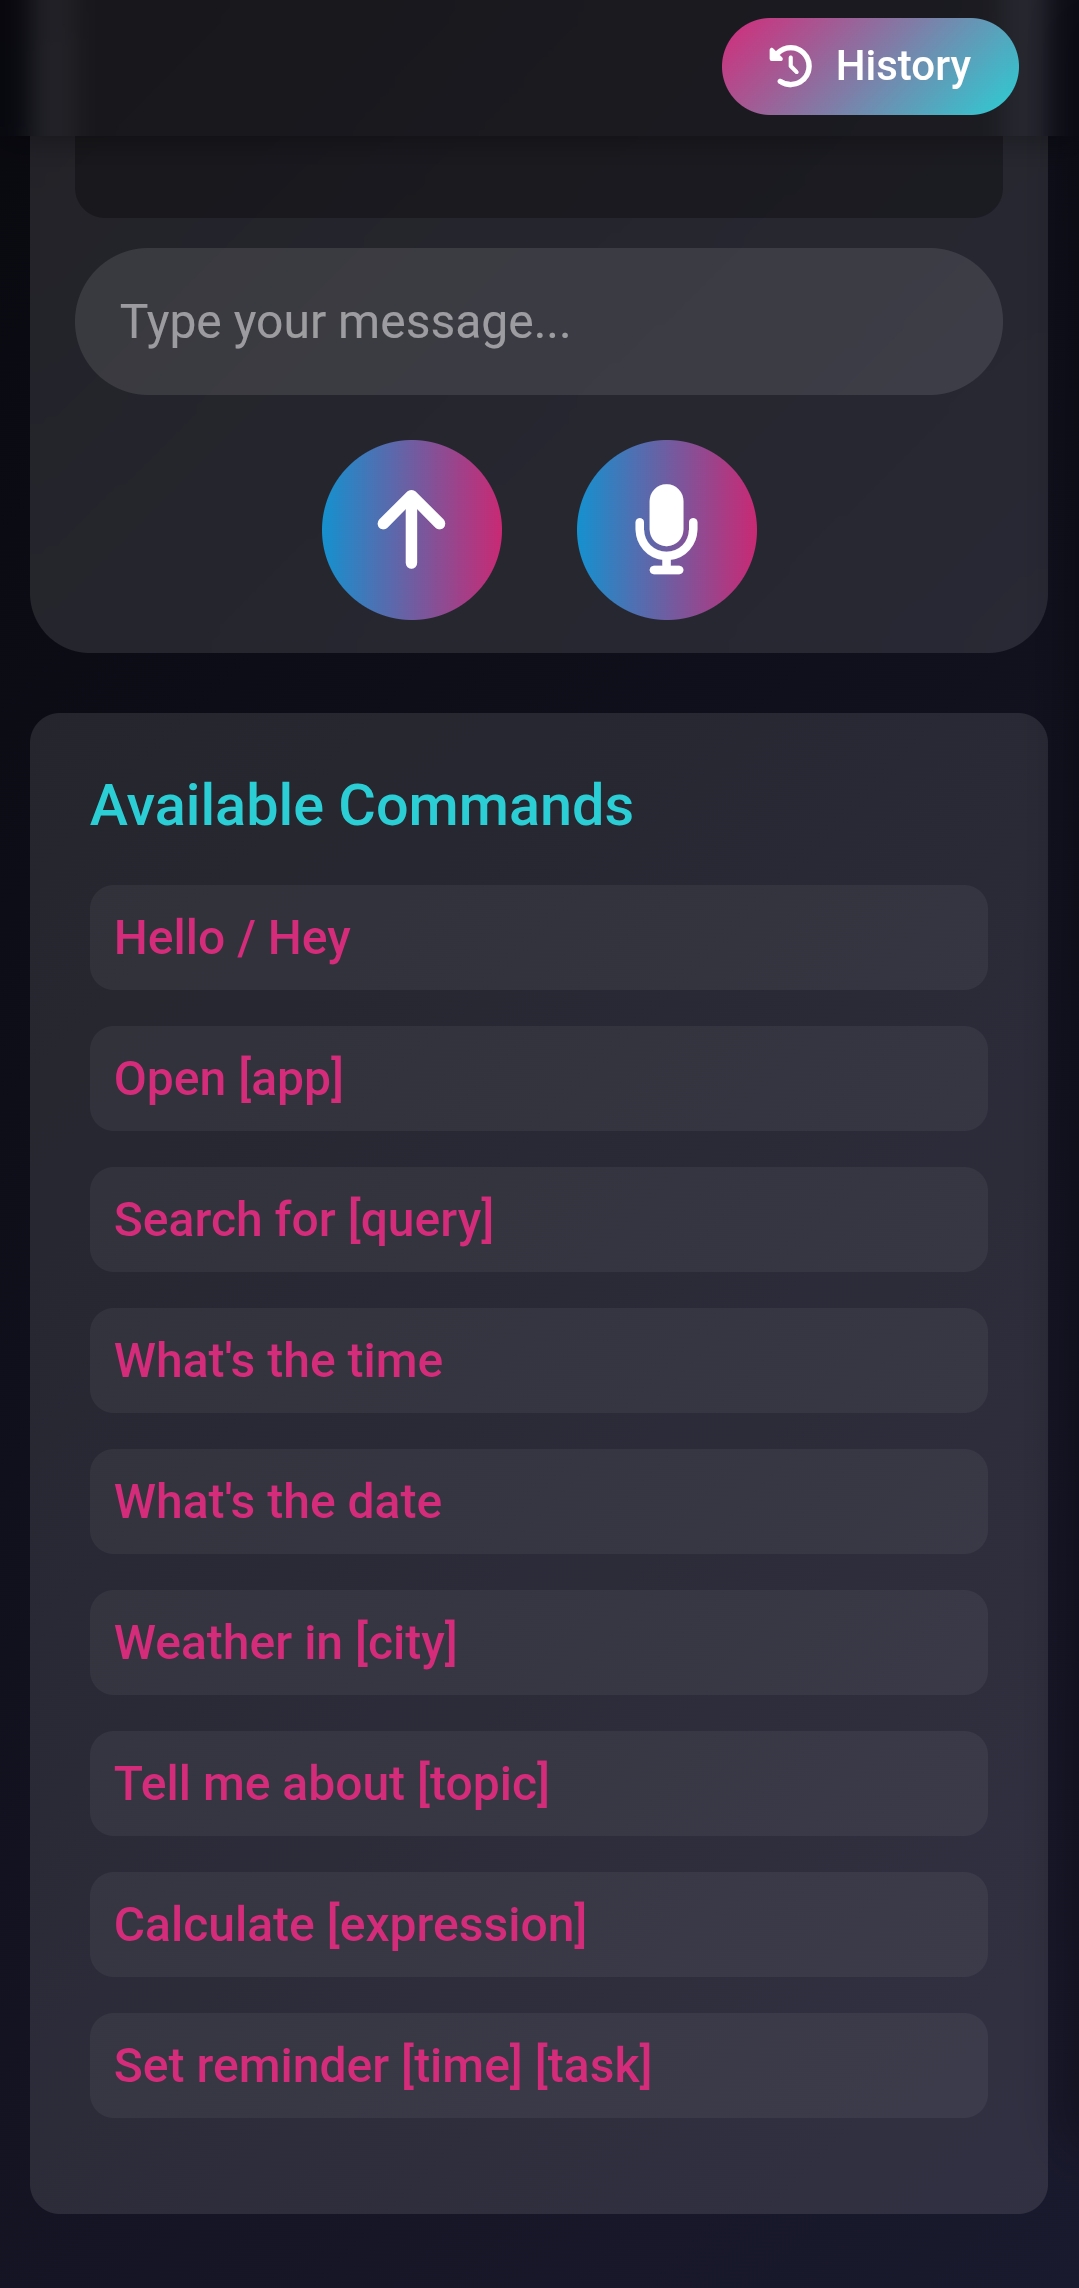 History
Type your message...
Available Commands
Hello / Hey
Open [app]
Search for [query]
What's the time
What's the date
Weather in [city]
Tell me about [topic]
Calculate [expression]
Set reminder [time] [task]